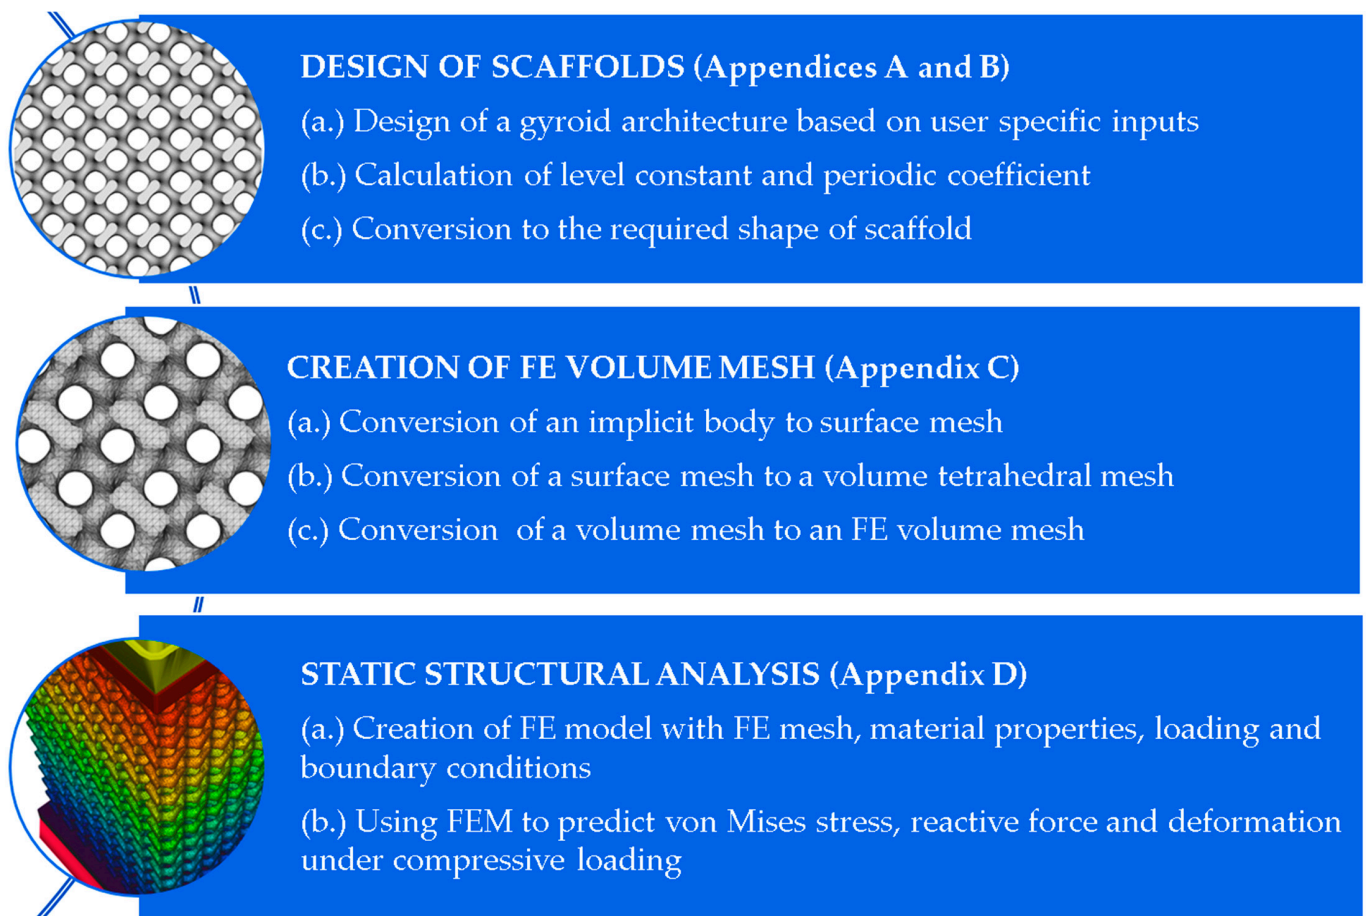 DESIGN OF SCAFFOLDS (Appendices A and B)
(a.) Design of a gyroid architecture based on user specific inputs
(b.) Calculation of level constant and periodic coefficient
(c.) Conversion to the required shape of scaffold
CREATION OF FE VOLUME MESH (Appendix C)
(a.) Conversion of an implicit body to surface mesh
(b.) Conversion of a surface mesh to a volume tetrahedral mesh
(c.) Conversion of a volume mesh to an FE volume mesh
STATIC STRUCTURAL ANALYSIS (Appendix D)
(a.) Creation of FE model with FE mesh, material properties, loading and
boundary conditions
(b.) Using FEM to predict von Mises stress, reactive force and deformation
under compressive loading